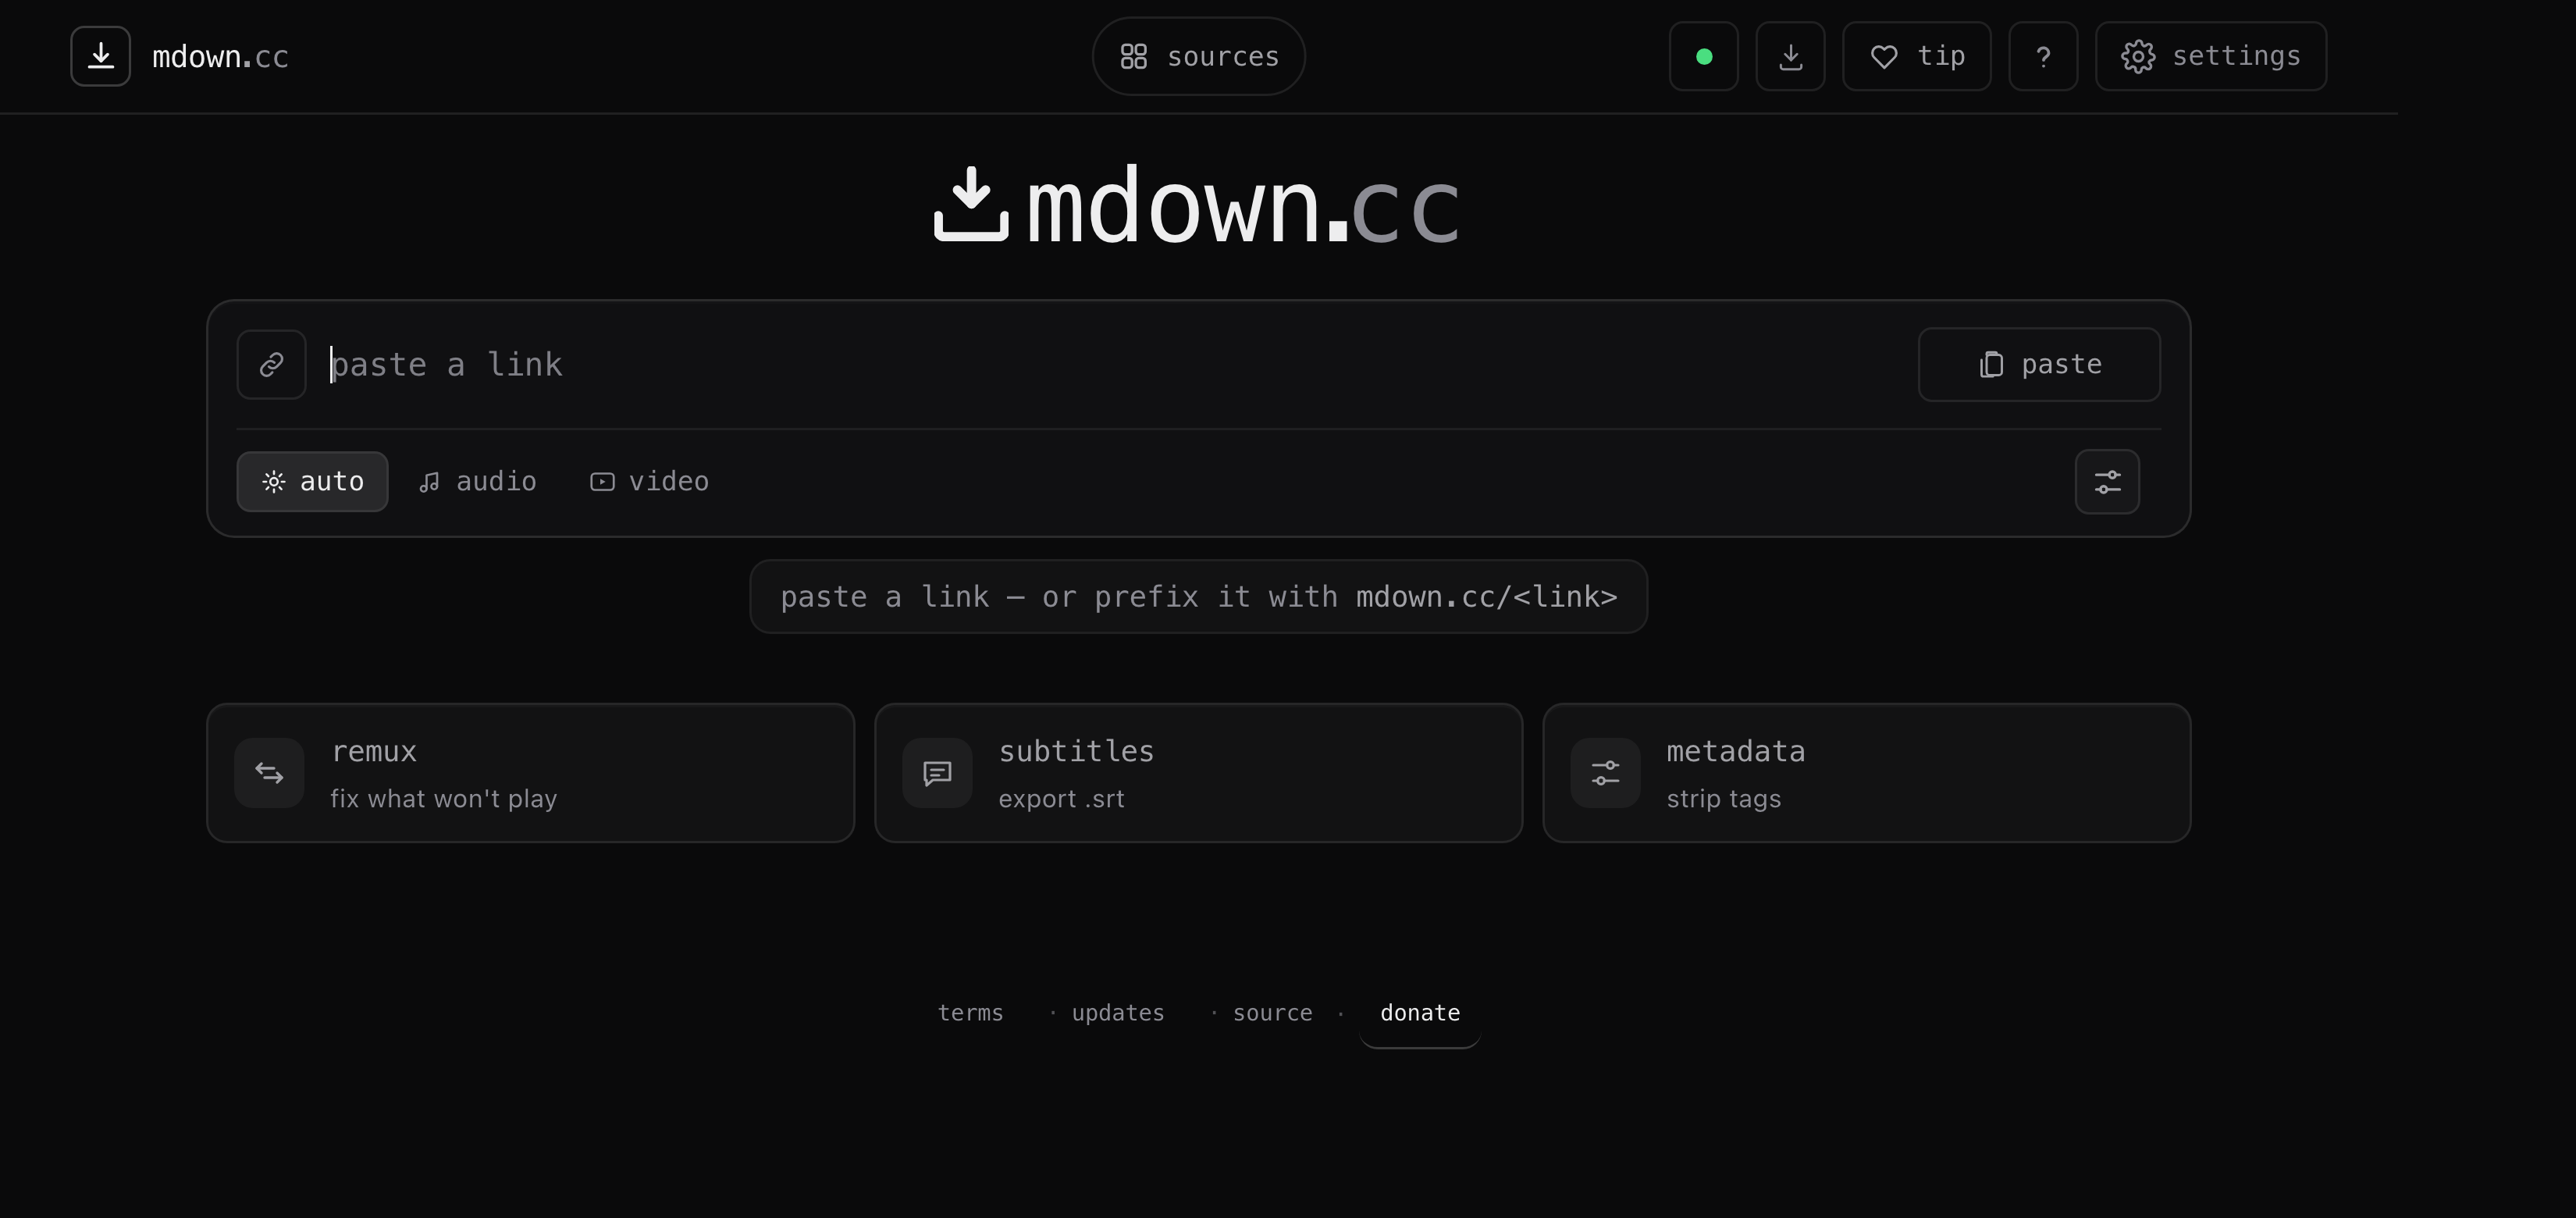 mdown.cc
sources
tip
?
settings
mdown.cc
paste a link
paste
auto
audio
video
paste a link — or prefix it with mdown.cc/<link>
remux
fix what won't play
subtitles
export .srt
metadata
strip tags
terms · updates · source · donate